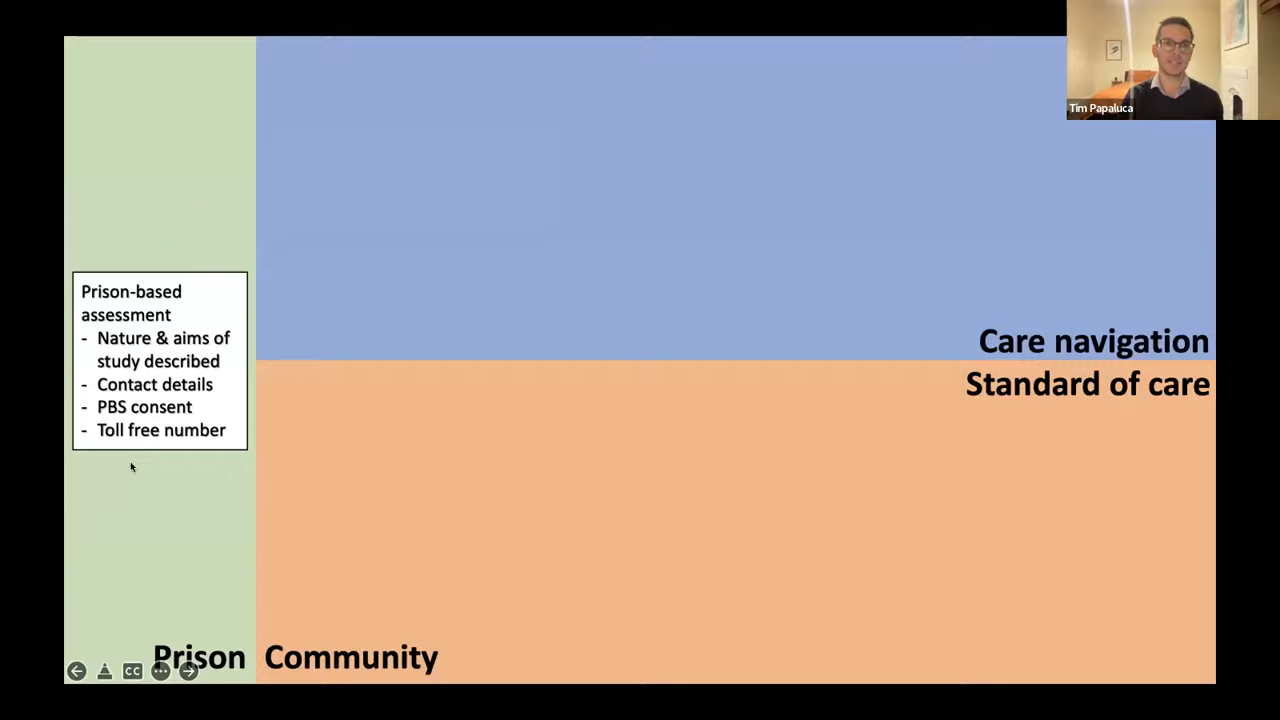 Tim Papaluca
Prison-based
assessment
- Nature & aims of
study described
- Contact details
- PBS consent
- Toll free number
Care navigation
Standard of care
Prison Community
CC